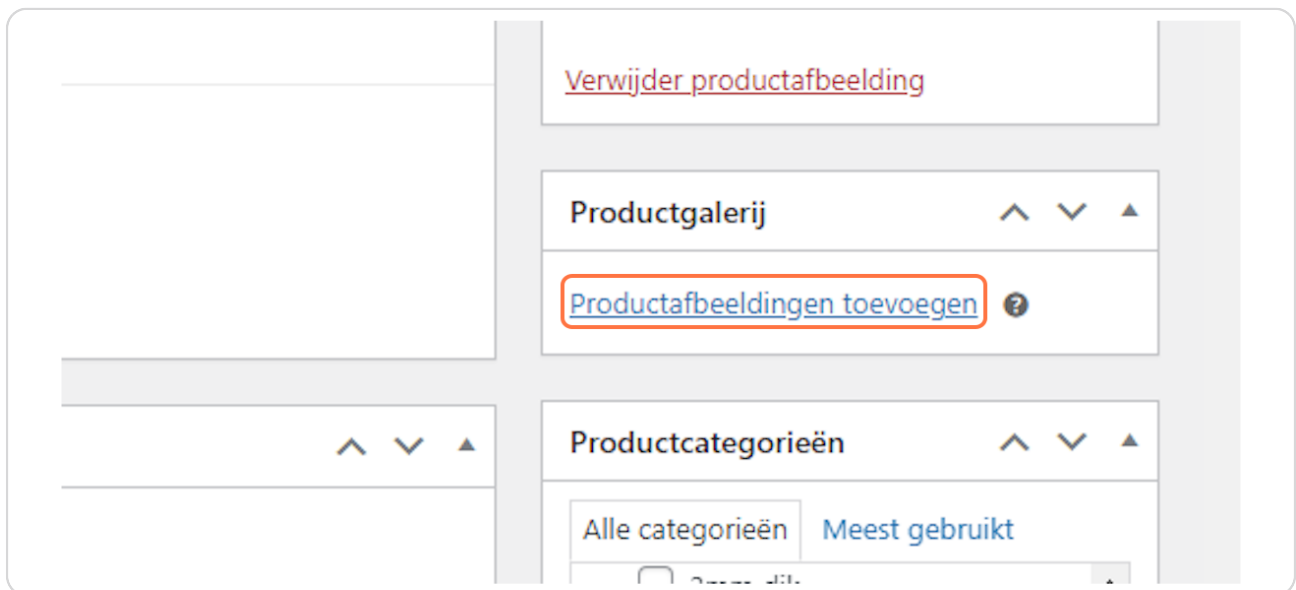 Verwijder productafbeelding
Productgalerij
Productafbeeldingen toevoegen
Productcategorieën
Alle categorieën Meest gebruikt